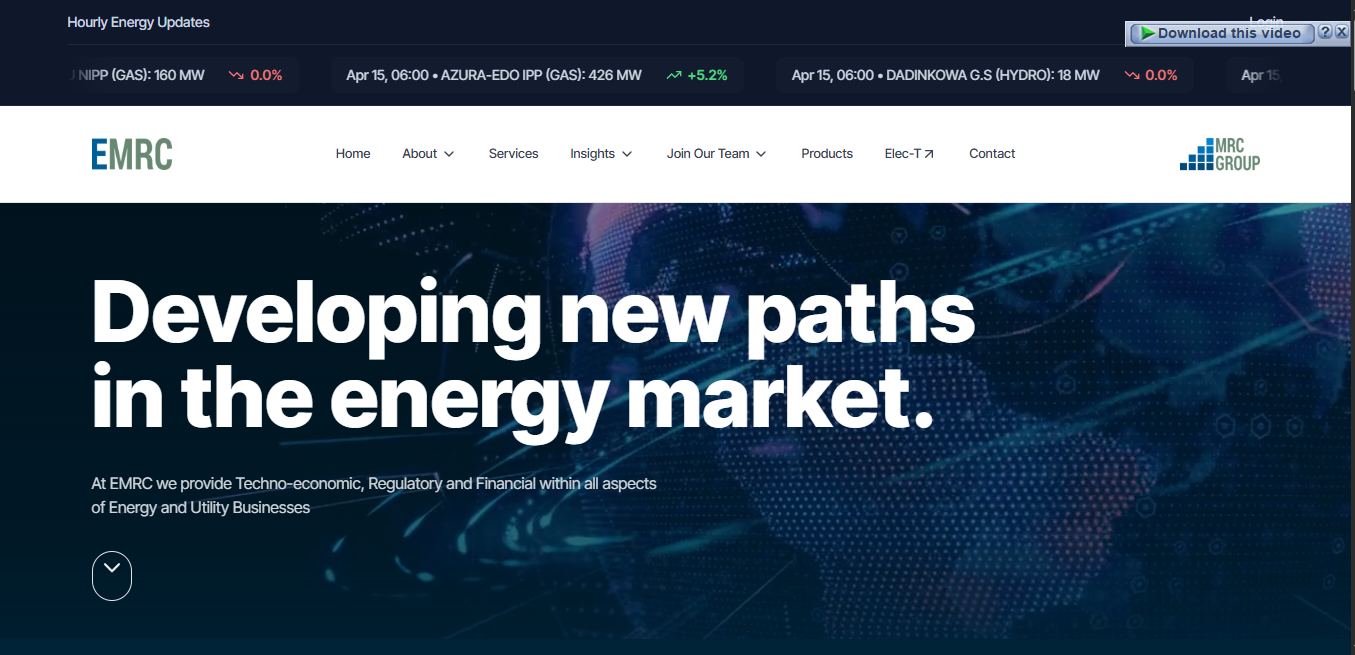 Hourly Energy Updates
Login
Download this video ? X
NIPP (GAS): 160 MW 0.0% Apr 15, 06:00 • AZURA-EDO IPP (GAS): 426 MW +5.2% Apr 15, 06:00 • DADINKOWA G.S (HYDRO): 18 MW 0.0% Apr 15,
EMRC Home About Services Insights Join Our Team Products Elec-T Contact MRC
GROUP
Developing new paths
in the energy market.
At EMRC we provide Techno-economic, Regulatory and Financial within all aspects
of Energy and Utility Businesses